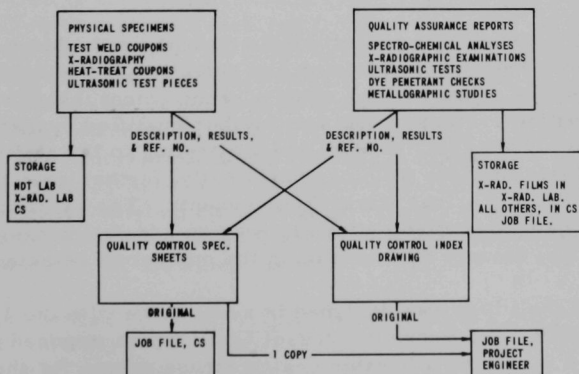 PHYSICAL SPECIMENS
TEST WELD COUPONS
X-RADIOGRAPHY
HEAT-TREAT COUPONS
ULTRASONIC TEST PIECES
QUALITY ASSURANCE REPORTS
SPECTRO-CHEMICAL ANALYSES
X-RADIOGRAPHIC EXAMINATIONS
ULTRASONIC TESTS
DYE PENETRANT CHECKS
METALLOGRAPHIC STUDIES
DESCRIPTION, RESULTS,
& REF. NO.
DESCRIPTION, RESULTS
& REF. NO.
STORAGE
NDT LAB
X-RAD. LAB
CS
STORAGE
X-RAD. FILMS IN
X-RAD. LAB.
ALL OTHERS, IN CS
JOB FILE.
QUALITY CONTROL SPEC.
SHEETS
QUALITY CONTROL INDEX
DRAWING
ORIGINAL
ORIGINAL
JOB FILE, CS
1 COPY
JOB FILE,
PROJECT
ENGINEER